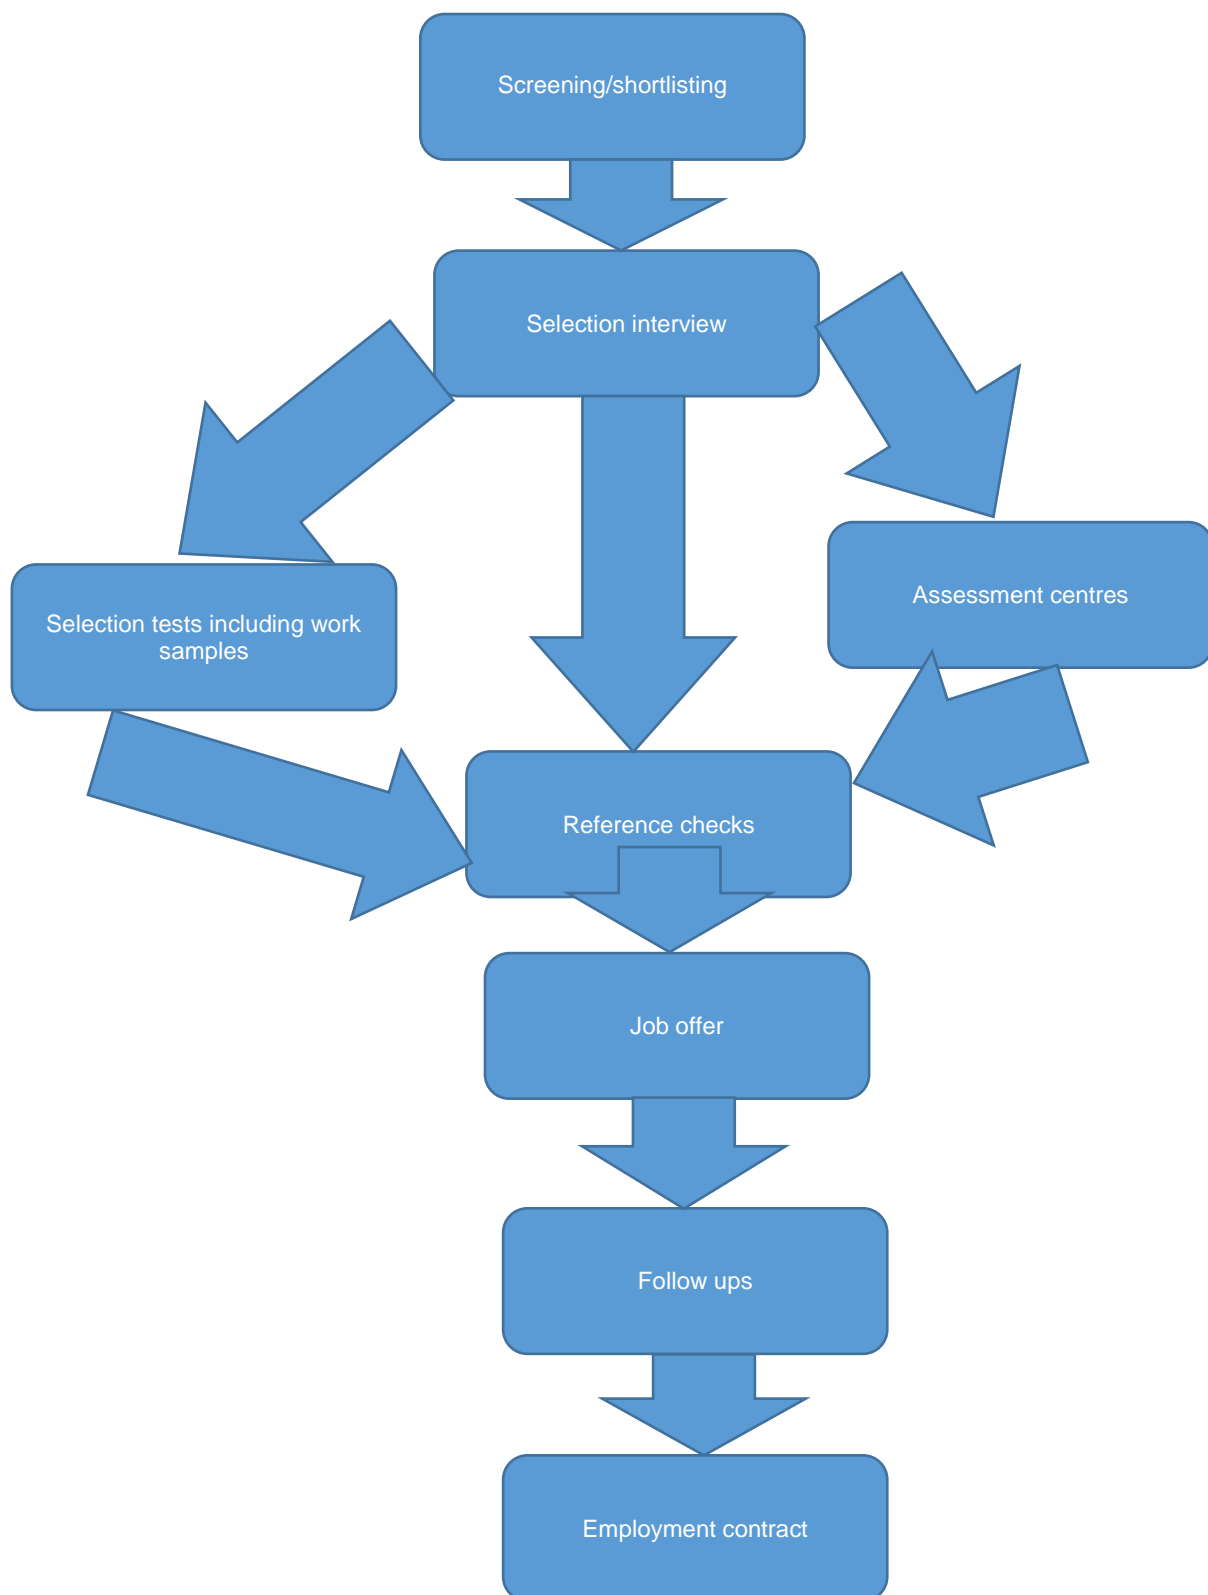 Screening/shortlisting
Selection interview
Assessment centres
Selection tests including work
samples
Reference checks
Job offer
Follow ups
Employment contract